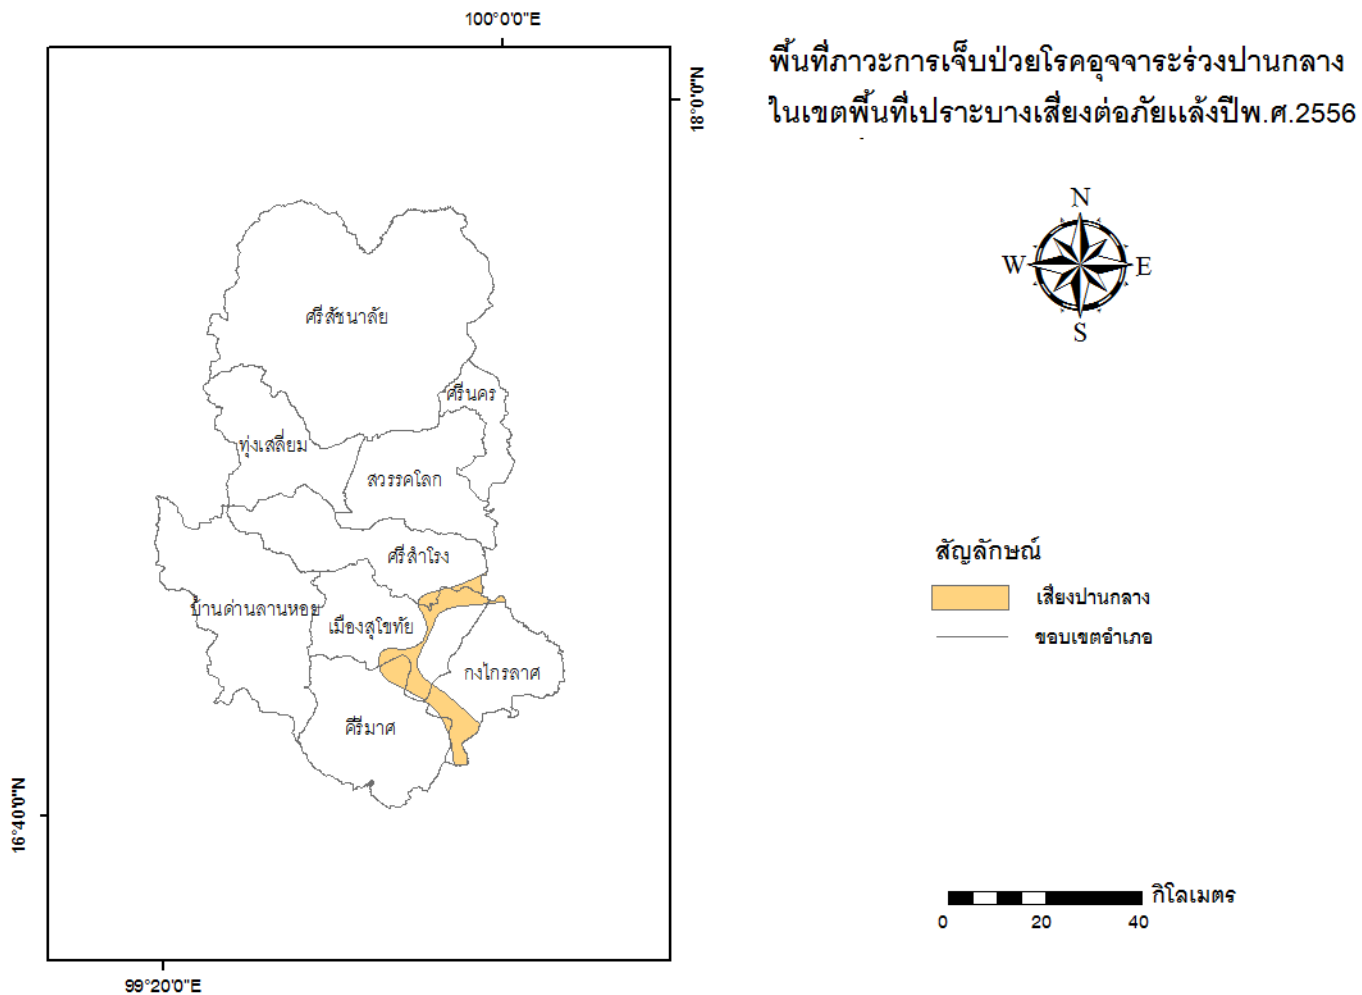 100°0'0"E
พื้นที่ภาวะการเจ็บป่วยโรคอุจจาระร่วงปานกลาง
ในเขตพื้นที่เปราะบางเสี่ยงต่อภัยแล้งปีพ.ศ.2556
18°0'0"N
N
W
E
S
ศรีสัชนาลัย
ศรีนคร
ทุ่งเสลี่ยม
สวรรคโลก
ศรีสำโรง
บ้านด่านลานหอย
เมืองสุโขทัย
กงไกรลาศ
คีรีมาศ
สัญลักษณ์
เสี่ยงปานกลาง
ขอบเขตอำเภอ
16°40'0"N
กิโลเมตร
0 20 40
99°20'0"E